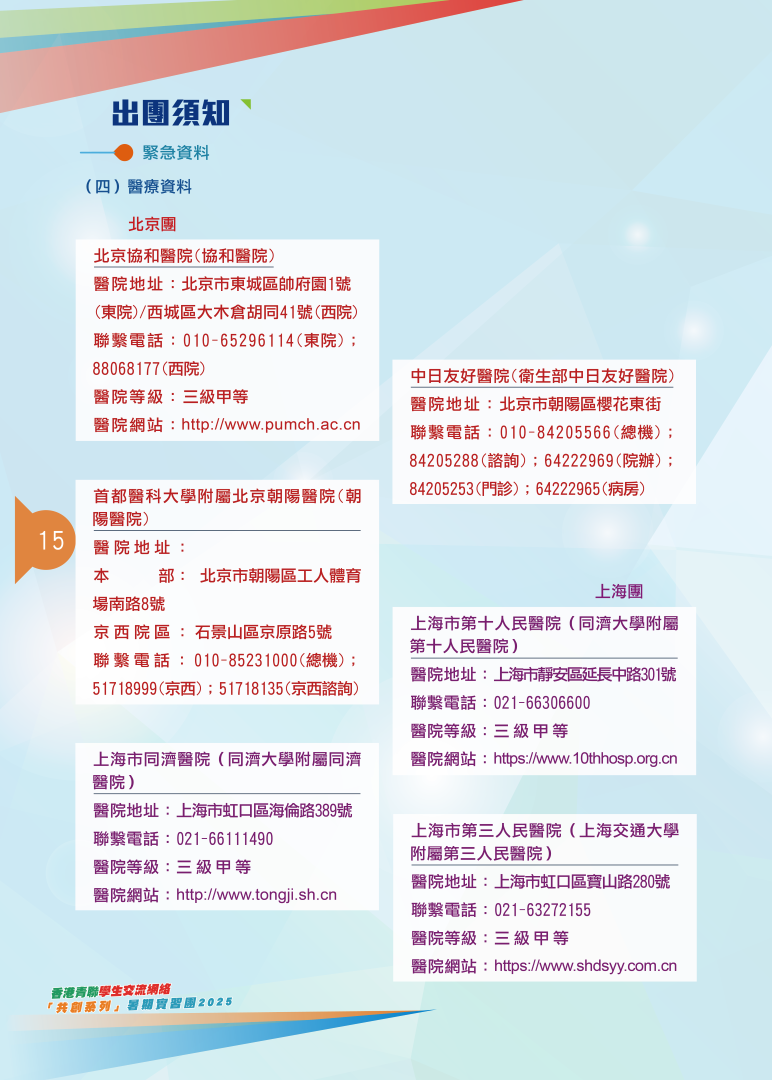 出團須知
緊急資料
（四）醫療資料
北京團
北京協和醫院(協和醫院)
醫院地址：北京市東城區帥府園1號
(東院)/西城區大木倉胡同41號(西院)
聯繫電話：010-65296114(東院)；
88068177(西院)
醫院等級：三級甲等
醫院網站：http://www.pumch.ac.cn
首都醫科大學附屬北京朝陽醫院(朝
陽醫院)
醫院地址：
本　　部： 北京市朝陽區工人體育
場南路8號
京西院區：石景山區京原路5號
聯繫電話：010-85231000(總機)；
51718999(京西)；51718135(京西諮詢)
中日友好醫院(衛生部中日友好醫院)
醫院地址：北京市朝陽區櫻花東街
聯繫電話：010-84205566(總機)；
84205288(諮詢)；64222969(院辦)；
84205253(門診)；64222965(病房)
15
上海團
上海市第十人民醫院（同濟大學附屬
第十人民醫院）
醫院地址：上海市靜安區延長中路301號
聯繫電話：021-66306600
醫院等級：三級甲等
醫院網站：https://www.10thhosp.org.cn
上海市同濟醫院（同濟大學附屬同濟
醫院）
醫院地址：上海市虹口區海倫路389號
聯繫電話：021-66111490
醫院等級：三級甲等
醫院網站：http://www.tongji.sh.cn
上海市第三人民醫院（上海交通大學
附屬第三人民醫院）
醫院地址：上海市虹口區寶山路280號
聯繫電話：021-63272155
醫院等級：三級甲等
醫院網站：https://www.shdsyy.com.cn
香港青聯學生交流網絡
「共創系列」暑期實習團2025